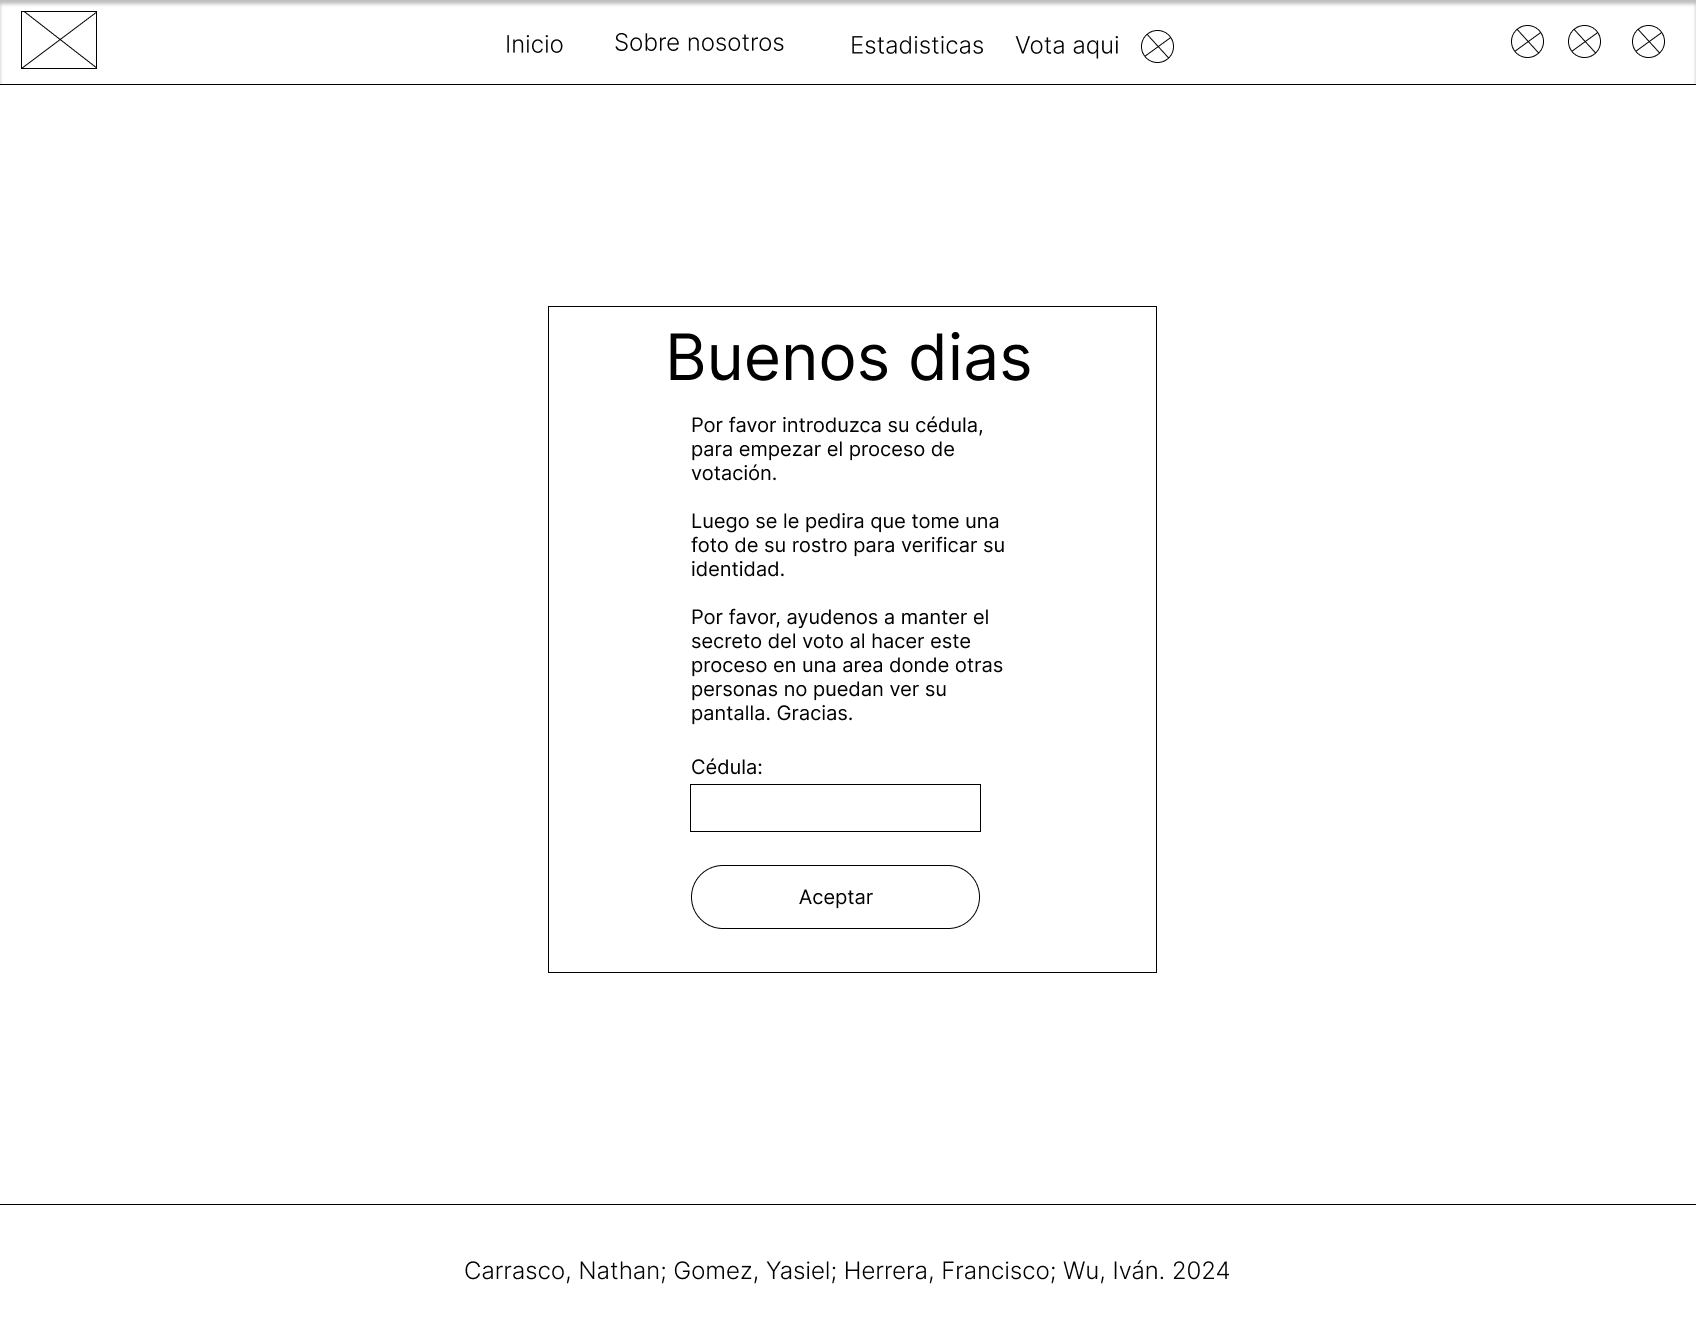 Inicio
Sobre nosotros
Estadisticas
Vota aqui
Buenos dias
Por favor introduzca su cédula,
para empezar el proceso de
votación.
Luego se le pedira que tome una
foto de su rostro para verificar su
identidad.
Por favor, ayudenos a manter el
secreto del voto al hacer este
proceso en una area donde otras
personas no puedan ver su
pantalla. Gracias.
Cédula:
Aceptar
Carrasco, Nathan; Gomez, Yasiel; Herrera, Francisco; Wu, Iván. 2024